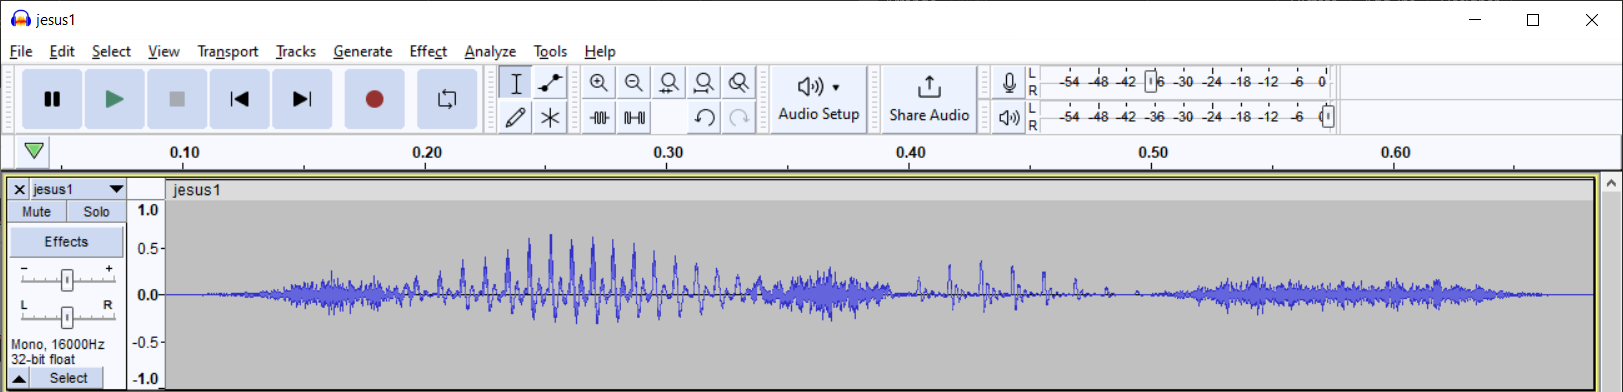 jesus1
File Edit Select View Transport Tracks Generate Effect Analyze Tools Help
Audio Setup
Share Audio
L R -54 -48 -42 -36 -30 -24 -18 -12 -6 0
L R -54 -48 -42 -36 -30 -24 -18 -12 -6
0.10 0.20 0.30 0.40 0.50 0.60
jesus1
jesus1
Mute Solo
Effects
- +
L R
Mono, 16000Hz
32-bit float
Select
1.0
0.5
0.0
-0.5
-1.0